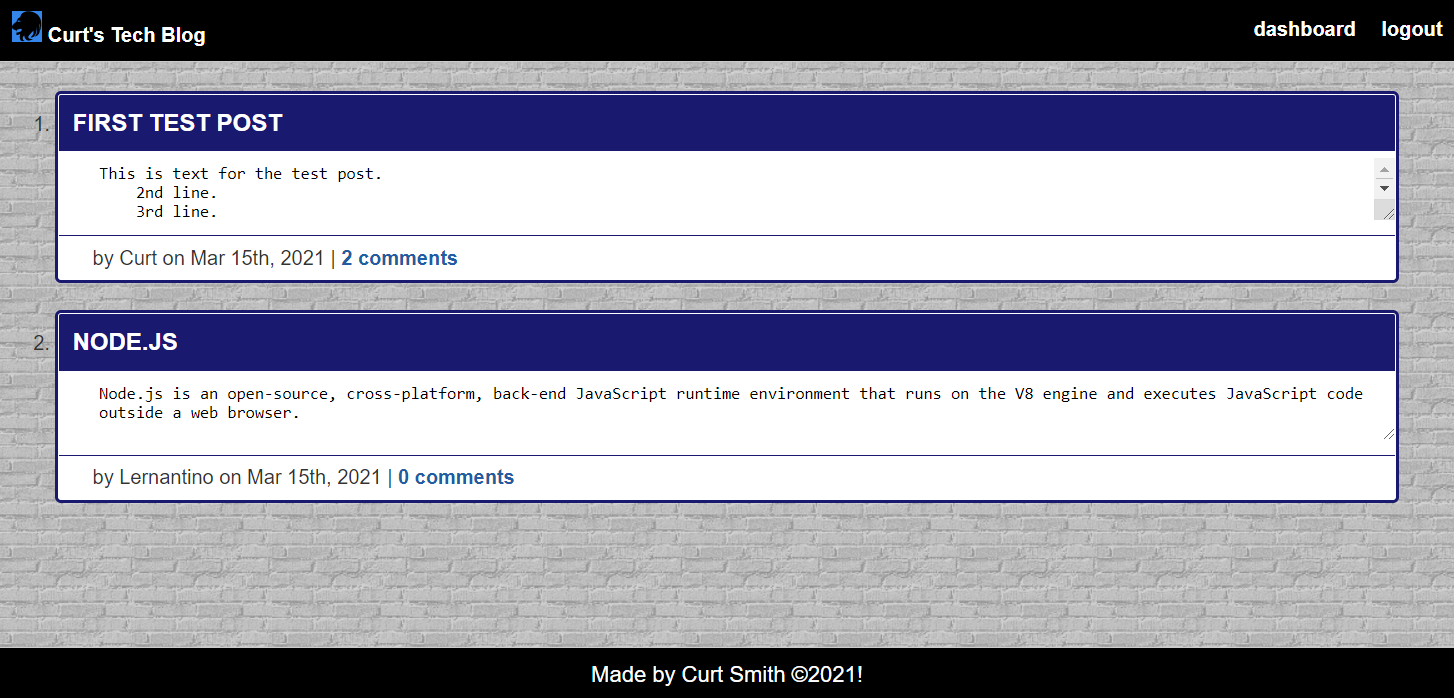 Curt's Tech Blog
dashboard logout
1. FIRST TEST POST
This is text for the test post.
2nd line.
3rd line.
by Curt on Mar 15th, 2021 | 2 comments
2. NODE.JS
Node.js is an open-source, cross-platform, back-end JavaScript runtime environment that runs on the V8 engine and executes JavaScript code
outside a web browser.
by Lernantino on Mar 15th, 2021 | 0 comments
Made by Curt Smith ©2021!